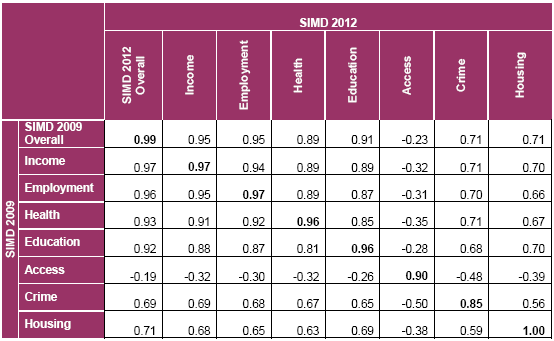 SIMD 2012
SIMD 2012 Overall Income Employment Health Education Access Crime Housing
SIMD 2009
SIMD 2009 Overall 0.99 0.95 0.95 0.89 0.91 -0.23 0.71 0.71
Income 0.97 0.97 0.94 0.89 0.89 -0.32 0.71 0.70
Employment 0.96 0.95 0.97 0.89 0.87 -0.31 0.70 0.66
Health 0.93 0.91 0.92 0.96 0.85 -0.35 0.71 0.67
Education 0.92 0.88 0.87 0.81 0.96 -0.28 0.68 0.70
Access -0.19 -0.32 -0.30 -0.32 -0.26 0.90 -0.48 -0.39
Crime 0.69 0.69 0.68 0.67 0.65 -0.50 0.85 0.56
Housing 0.71 0.68 0.65 0.63 0.69 -0.38 0.59 1.00